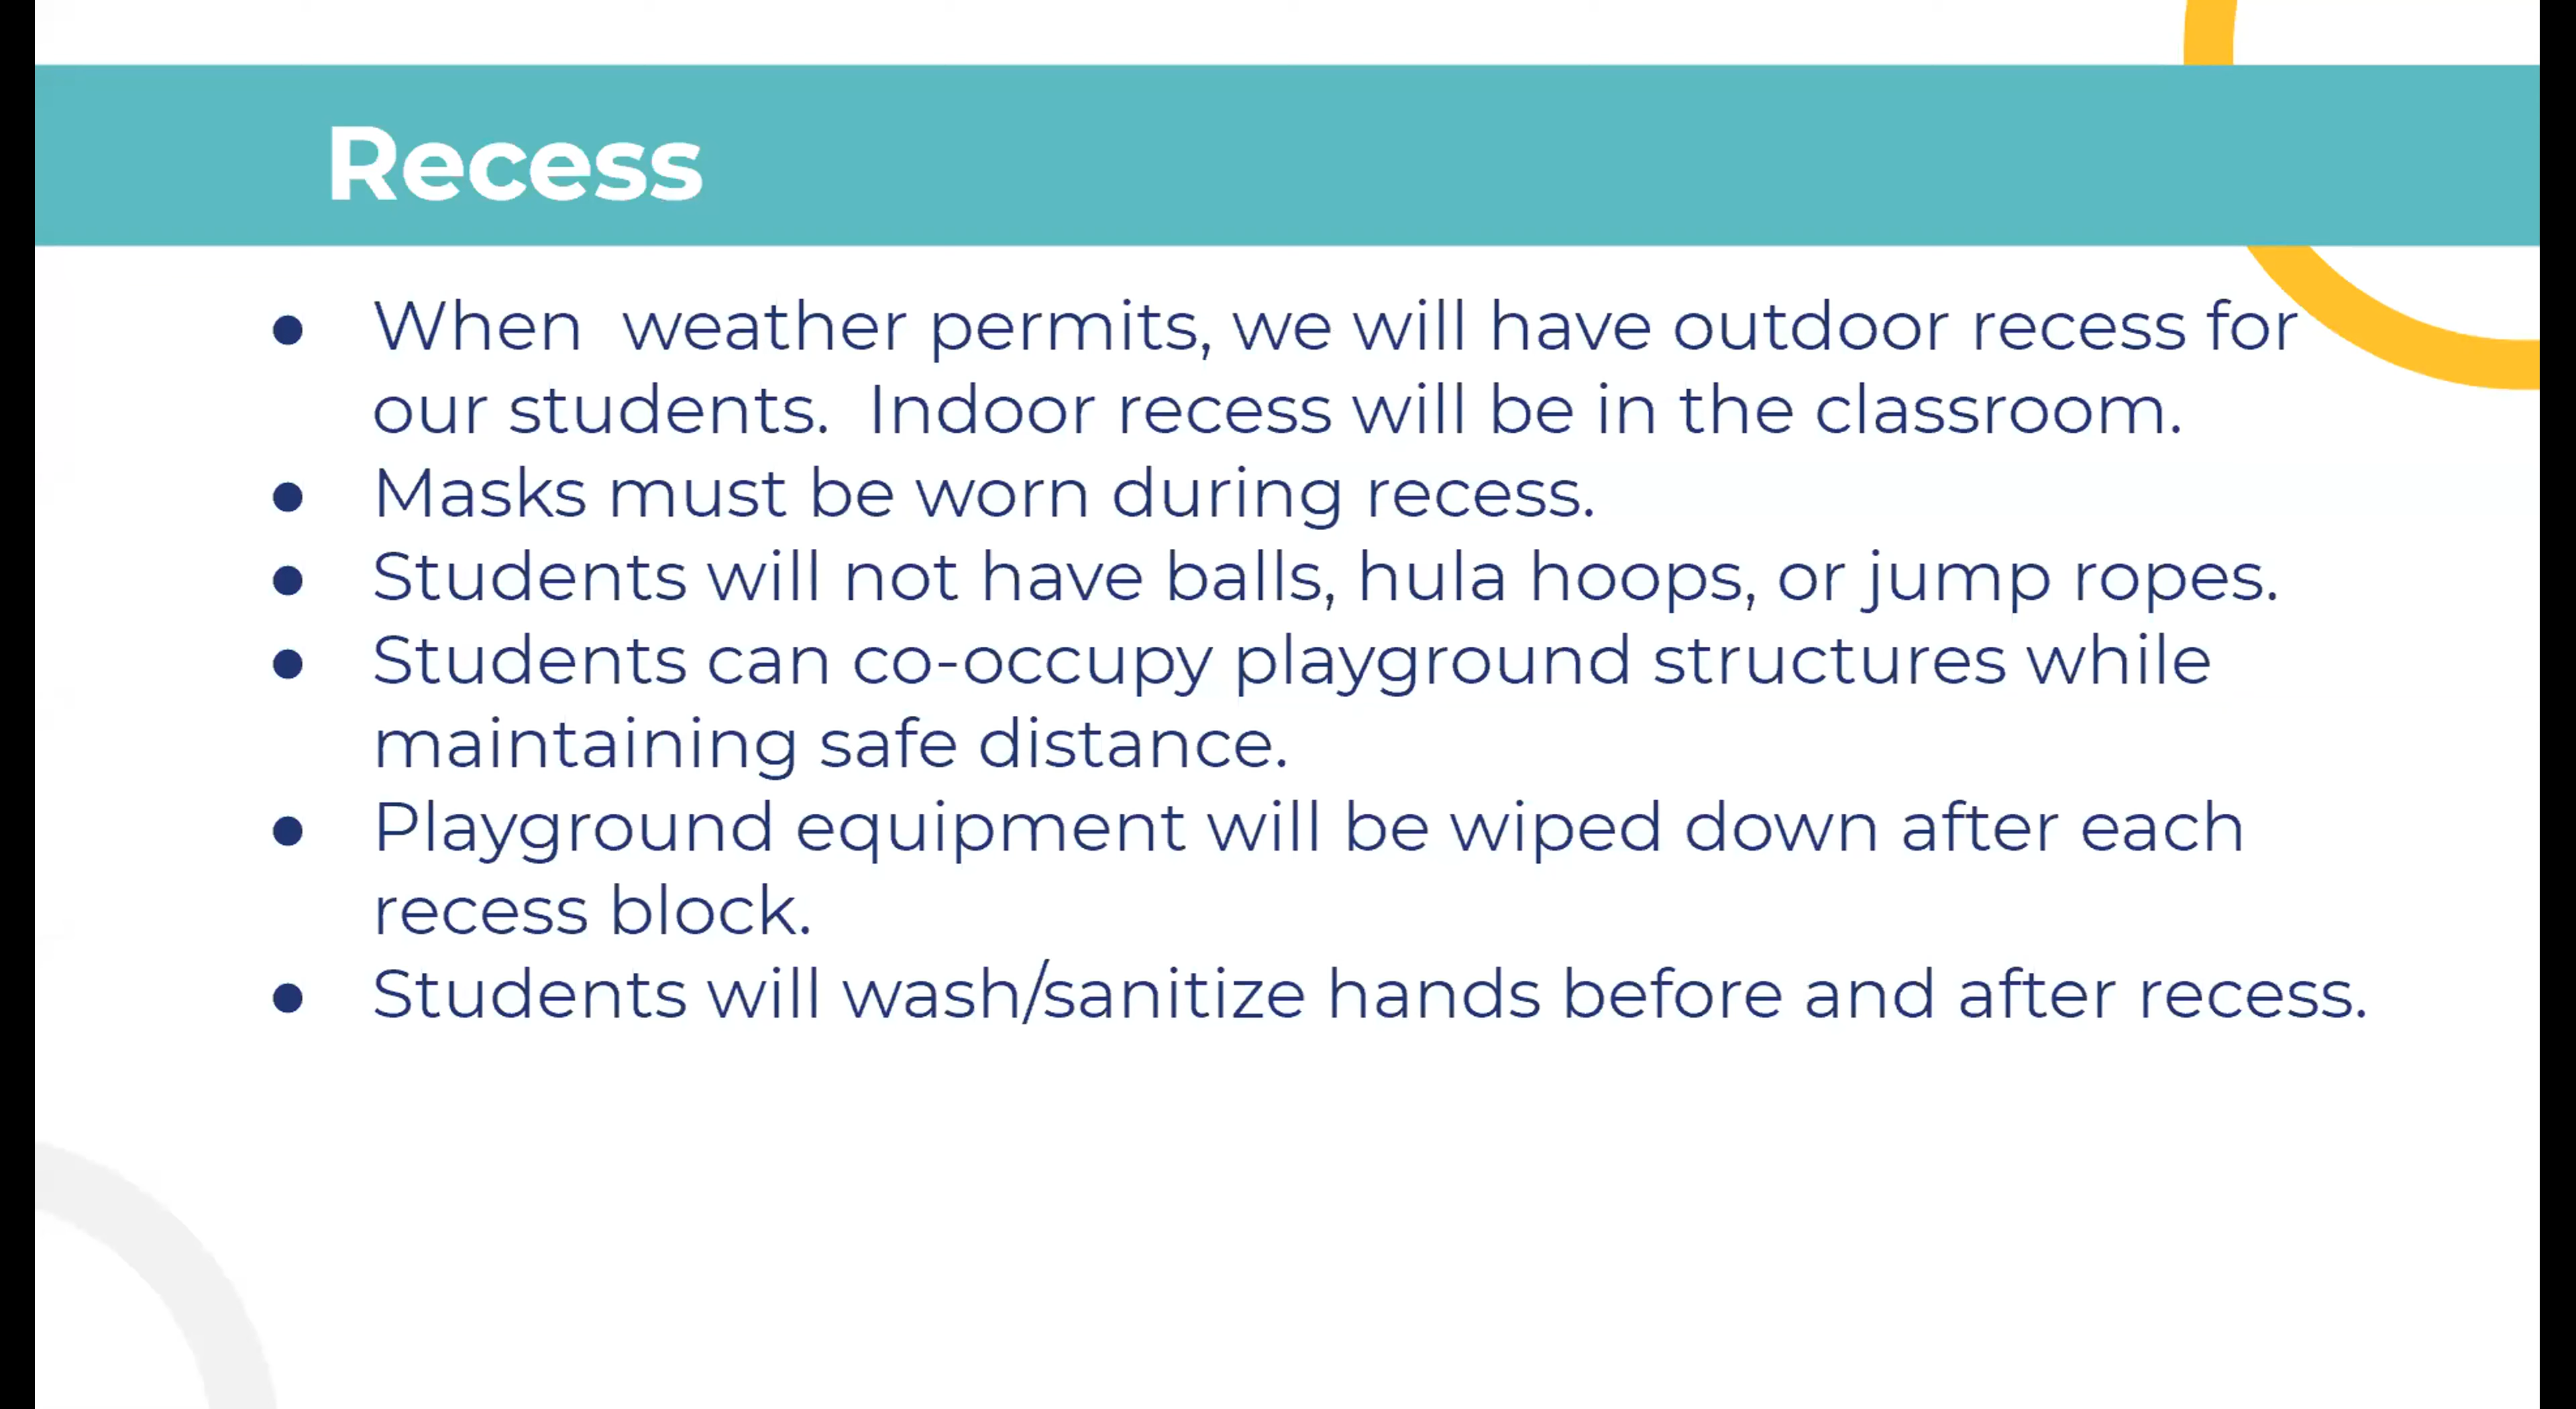 Recess
● When  weather permits, we will have outdoor recess for
our students.  Indoor recess will be in the classroom.
● Masks must be worn during recess.
● Students will not have balls, hula hoops, or jump ropes.
● Students can co-occupy playground structures while
maintaining safe distance.
● Playground equipment will be wiped down after each
recess block.
● Students will wash/sanitize hands before and after recess.